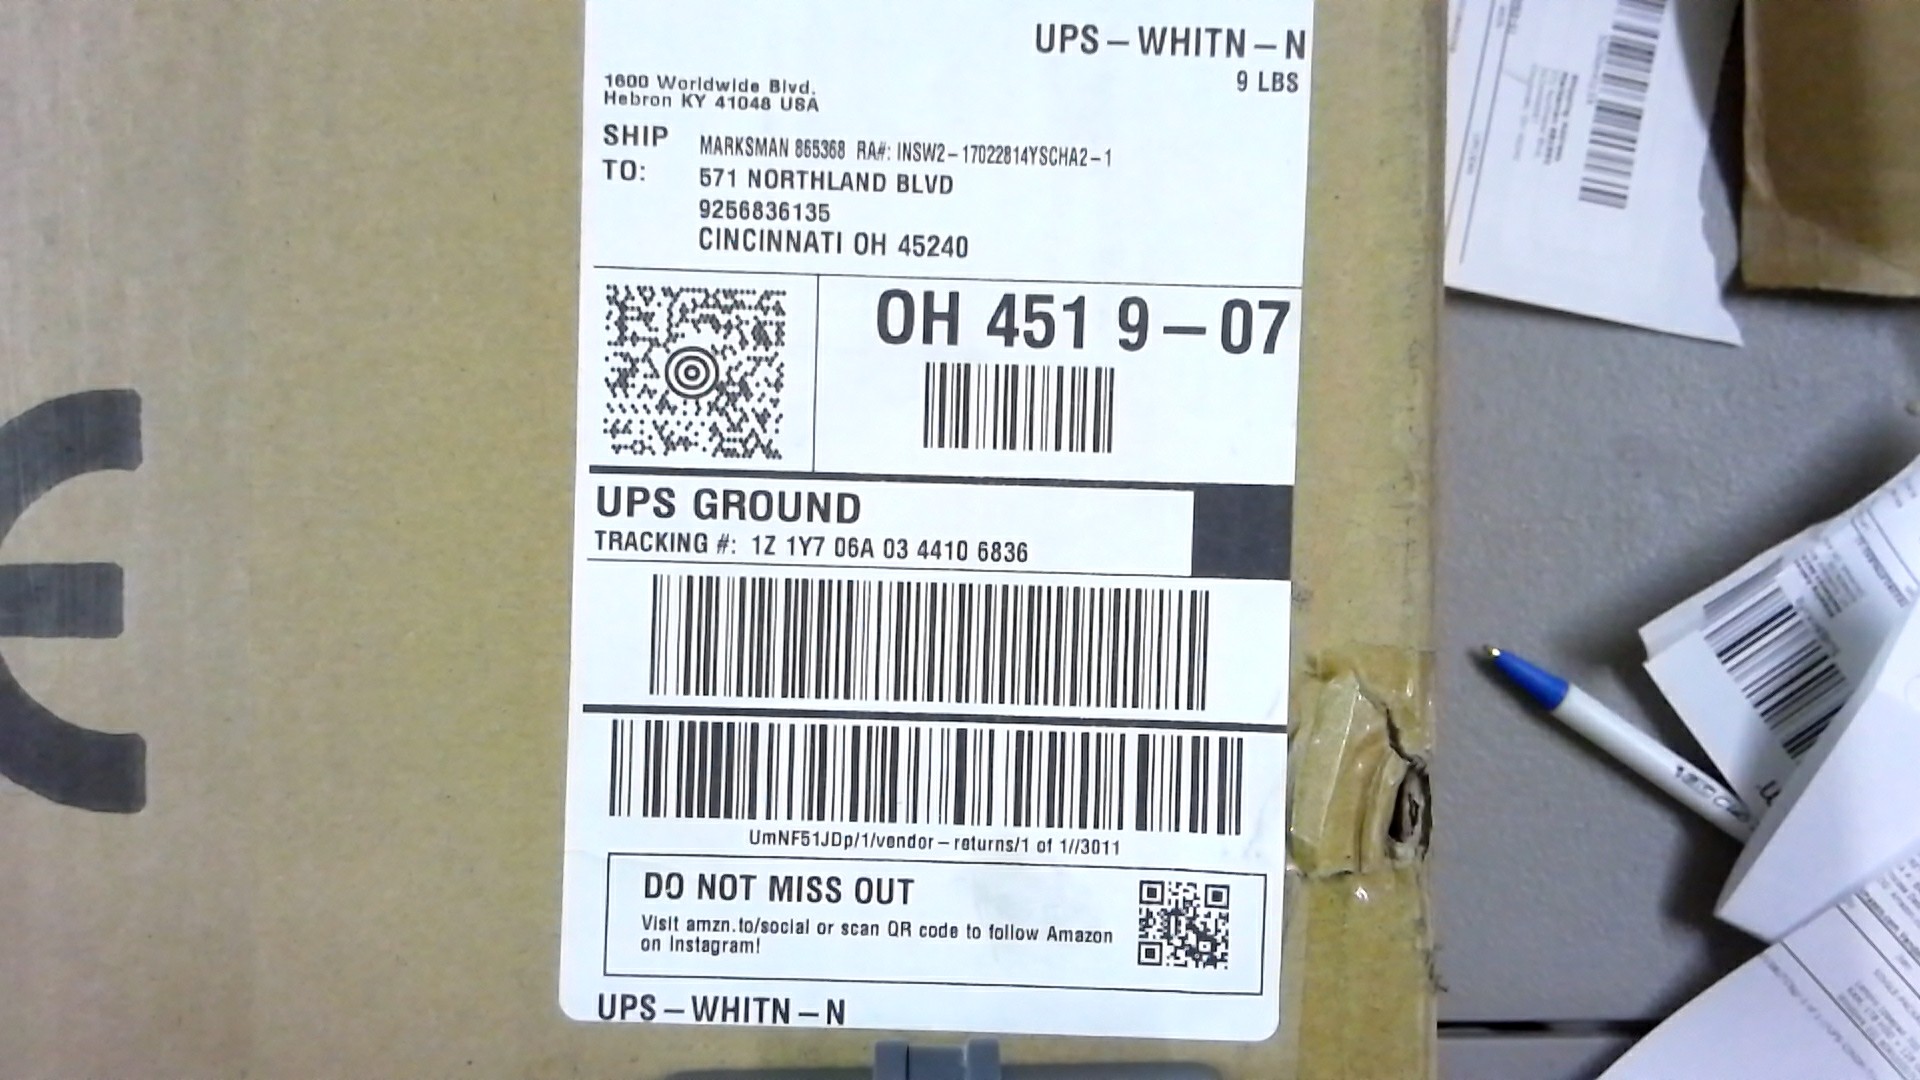 UPS – WHITN – N
9 LBS
1600 Worldwide Blvd.
Hebron KY 41048 USA
SHIP TO:
MARKSMAN 865368 RA#: INSW2-17022814YSCHA2-1
571 NORTHLAND BLVD
9256836135
CINCINNATI OH 45240
OH 451 9 – 07
UPS GROUND
TRACKING #: 1Z 1Y7 06A 03 4410 6836
UmNF51JDp/1/vendor – returns/1 of 1//3011
DO NOT MISS OUT
Visit amzn.to/social or scan QR code to follow Amazon
on Instagram!
UPS – WHITN – N